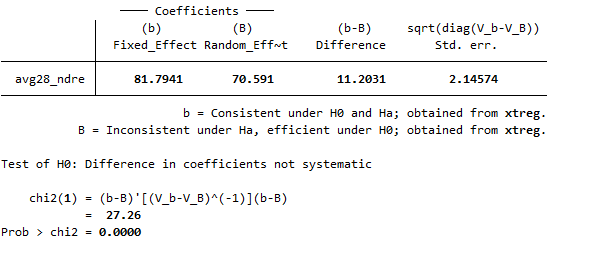 Coefficients
(b) (B) (b-B) sqrt(diag(V_b-V_B))
Fixed_Effect Random_Eff~t Difference Std. err.
avg28_ndre 81.7941 70.591 11.2031 2.14574
b = Consistent under H0 and Ha; obtained from xtreg.
B = Inconsistent under Ha, efficient under H0; obtained from xtreg.
Test of H0: Difference in coefficients not systematic
chi2(1) = (b-B)'[(V_b-V_B)^(-1)](b-B)
= 27.26
Prob > chi2 = 0.0000